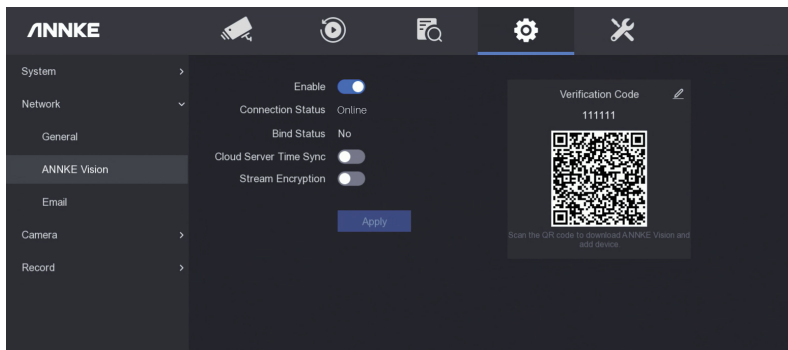 ANNKE
System
Network
General
ANNKE Vision
Email
Camera
Record
Enable
Connection Status Online
Bind Status No
Cloud Server Time Sync
Stream Encryption
Apply
Verification Code
111111
Scan the QR code to download ANNKE Vision and
add device.